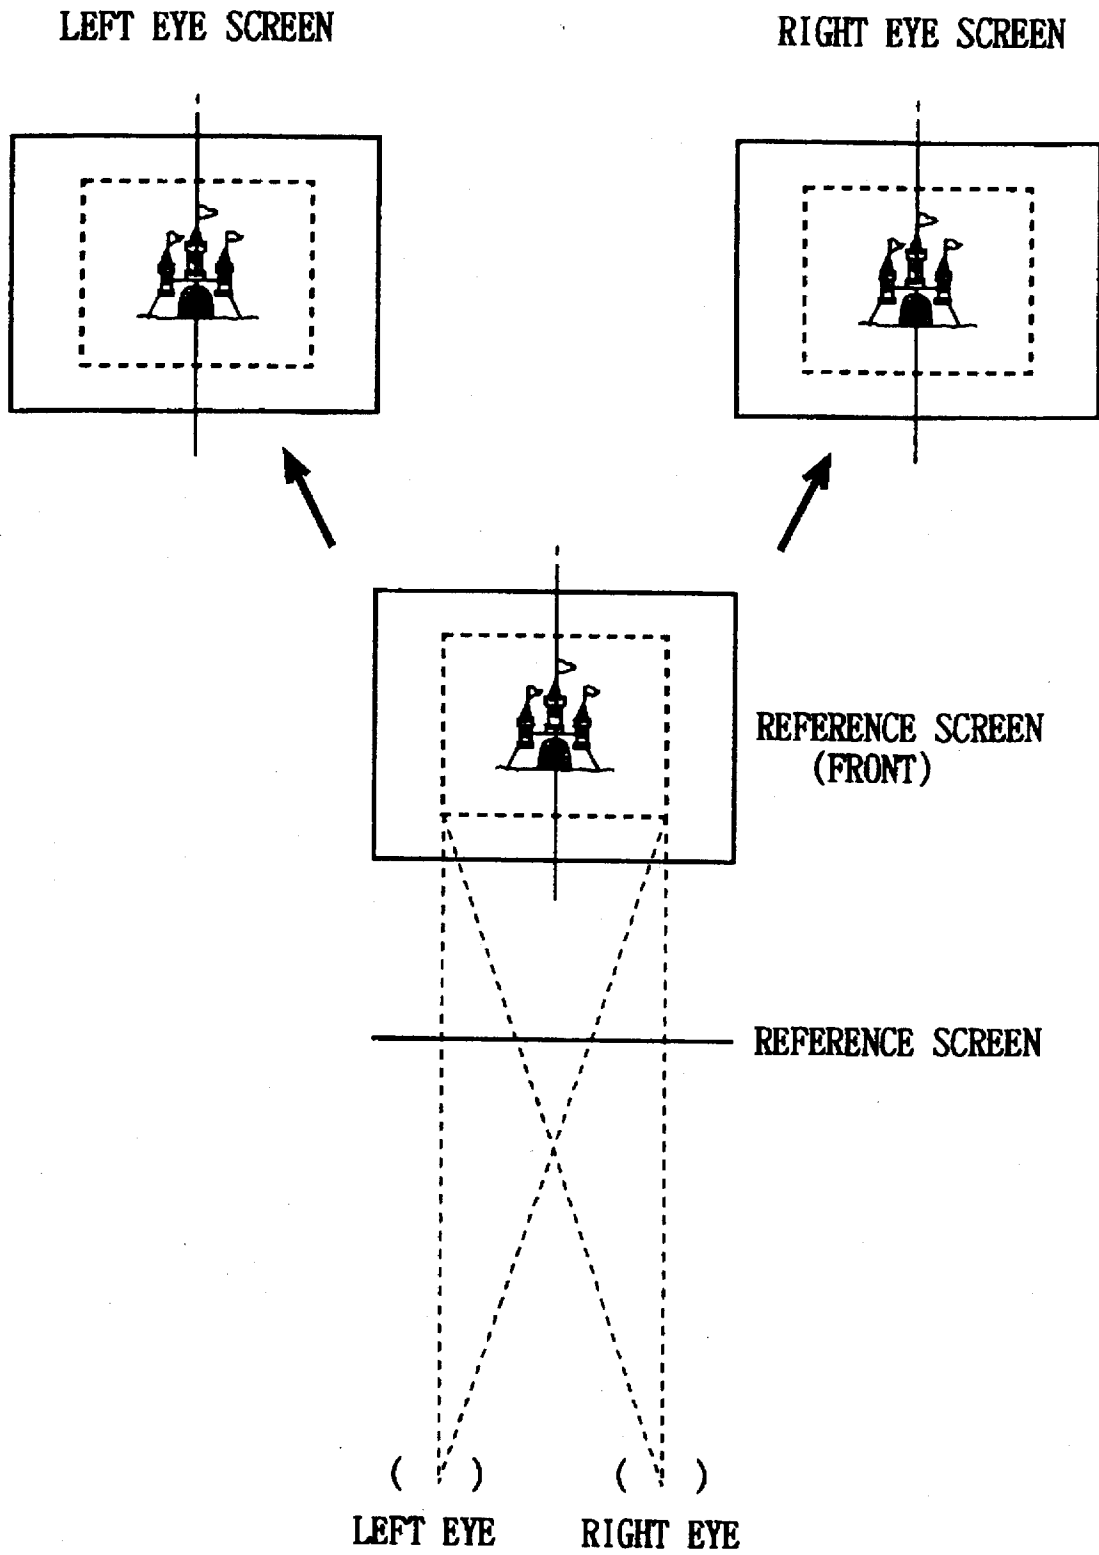 LEFT EYE SCREEN
RIGHT EYE SCREEN
REFERENCE SCREEN
(FRONT)
REFERENCE SCREEN
( )
( )
LEFT EYE
RIGHT EYE